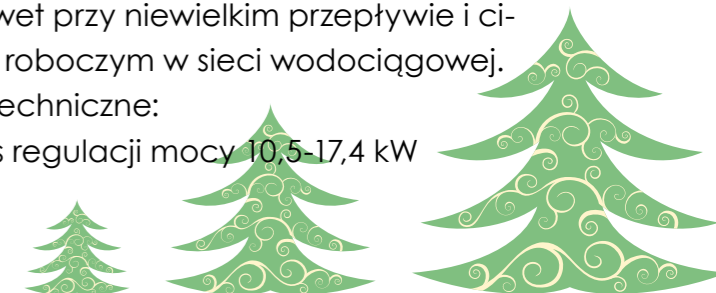 wet przy niewielkim przepływie i ci-
roboczym w sieci wodociągowej.
echniczne:
s regulacji mocy 10,5-17,4 kW